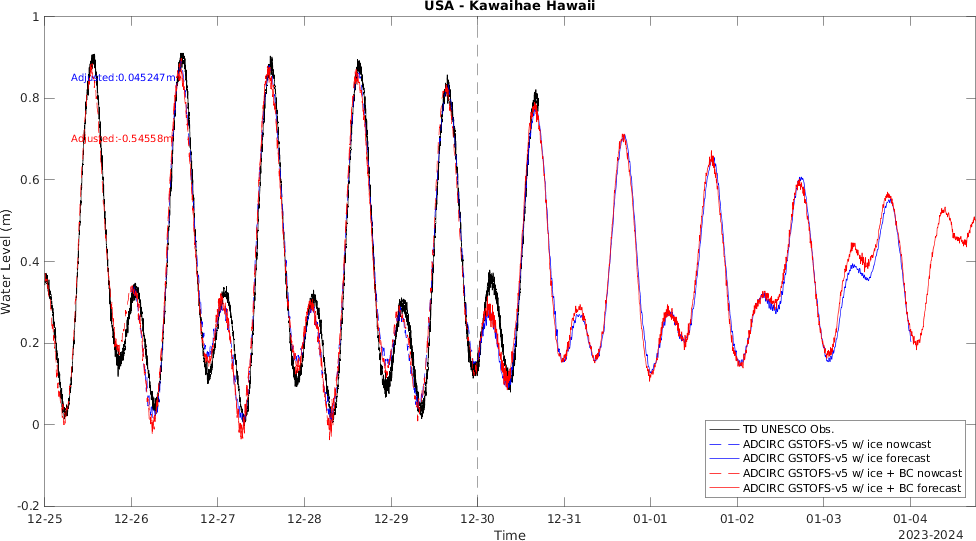 USA - Kawaihae Hawaii
1
0.8
0.6
0.4
0.2
0
-0.2
Water Level (m)
Adjusted:0.045247m
Adjusted:-0.54558m
TD UNESCO Obs.
ADCIRC GSTOFS-v5 w/ ice nowcast
ADCIRC GSTOFS-v5 w/ ice forecast
ADCIRC GSTOFS-v5 w/ ice + BC nowcast
ADCIRC GSTOFS-v5 w/ ice + BC forecast
12-25 12-26 12-27 12-28 12-29 12-30 12-31 01-01 01-02 01-03 01-04
Time
2023-2024